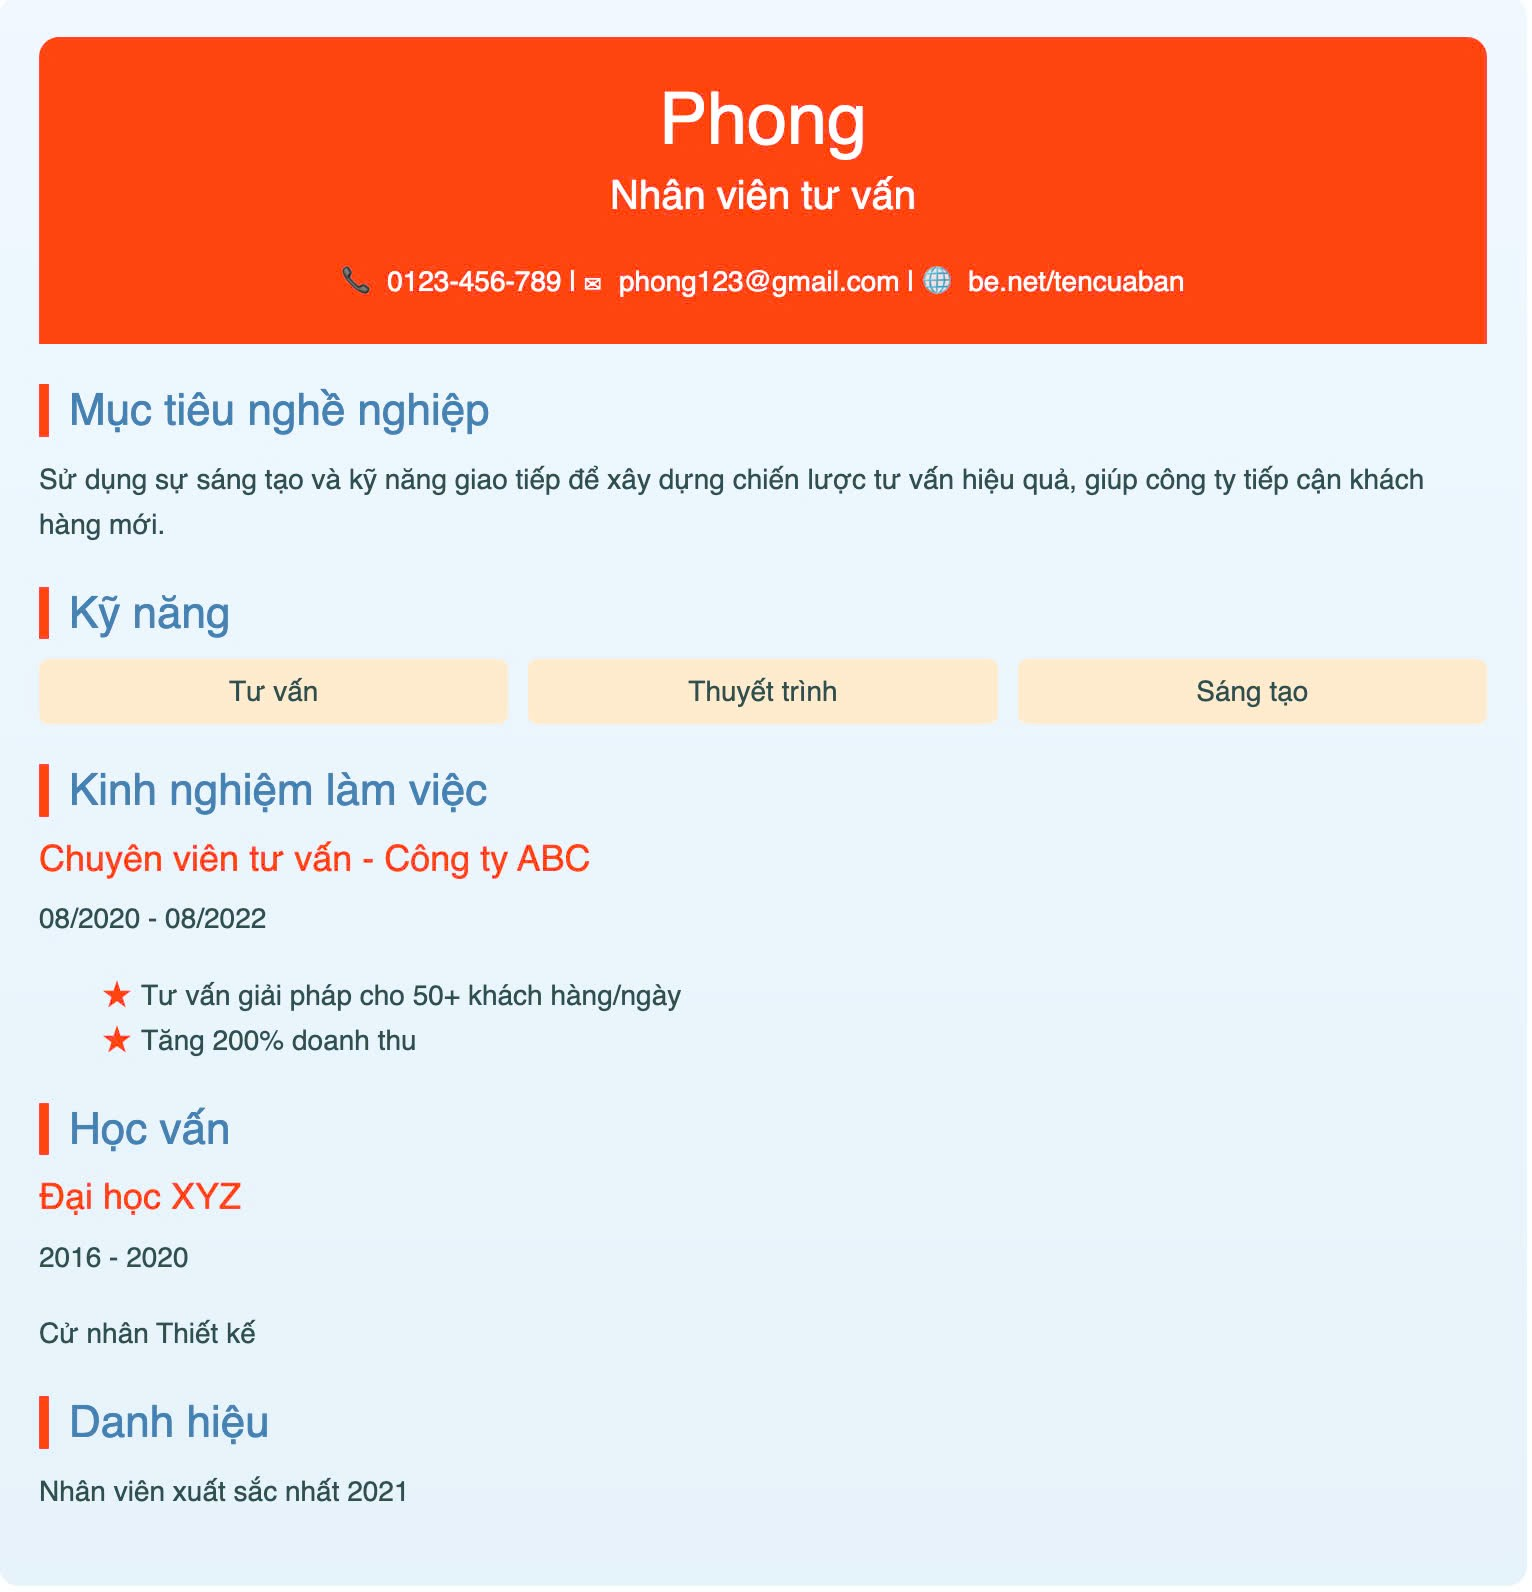 Phong
Nhân viên tư vấn
📞 0123-456-789 | ✉ phong123@gmail.com | 🌐 be.net/tencuaban
Mục tiêu nghề nghiệp
Sử dụng sự sáng tạo và kỹ năng giao tiếp để xây dựng chiến lược tư vấn hiệu quả, giúp công ty tiếp cận khách
hàng mới.
Kỹ năng
Tư vấn
Thuyết trình
Sáng tạo
Kinh nghiệm làm việc
Chuyên viên tư vấn - Công ty ABC
08/2020 - 08/2022
★ Tư vấn giải pháp cho 50+ khách hàng/ngày
★ Tăng 200% doanh thu
Học vấn
Đại học XYZ
2016 - 2020
Cử nhân Thiết kế
Danh hiệu
Nhân viên xuất sắc nhất 2021